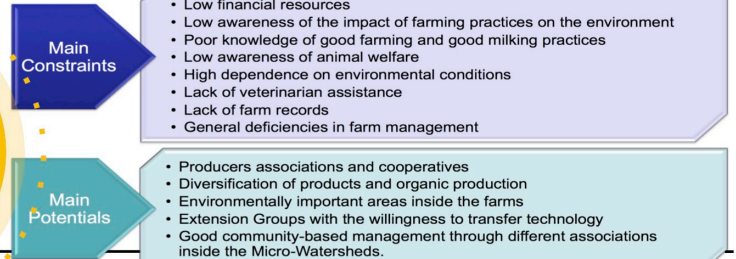 • Low financial resources
• Low awareness of the impact of farming practices on the environment
• Poor knowledge of good farming and good milking practices
• Low awareness of animal welfare
• High dependence on environmental conditions
• Lack of veterinarian assistance
• Lack of farm records
• General deficiencies in farm management
Main
Constraints
• Producers associations and cooperatives
• Diversification of products and organic production
• Environmentally important areas inside the farms
• Extension Groups with the willingness to transfer technology
• Good community-based management through different associations
inside the Micro-Watersheds.
Main
Potentials